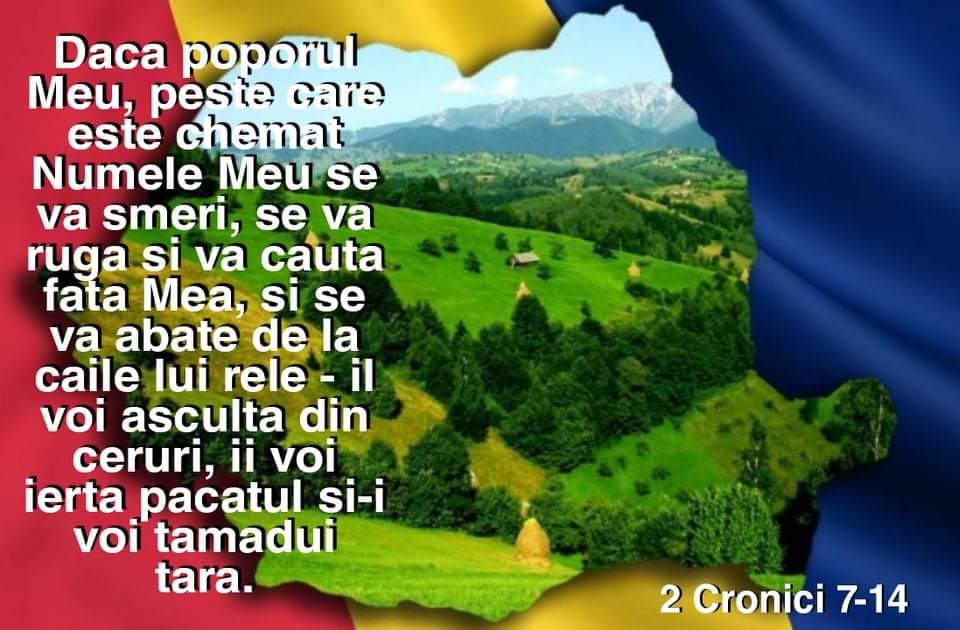 Daca poporul
Meu, peste care
este chemat
Numele Meu se
va smeri, se va
ruga si va cauta
fata Mea, si se
va abate de la
caile lui rele - il
voi asculta din
ceruri, ii voi
ierta pacatul si-i
voi tamadui
tara.
2 Cronici 7-14